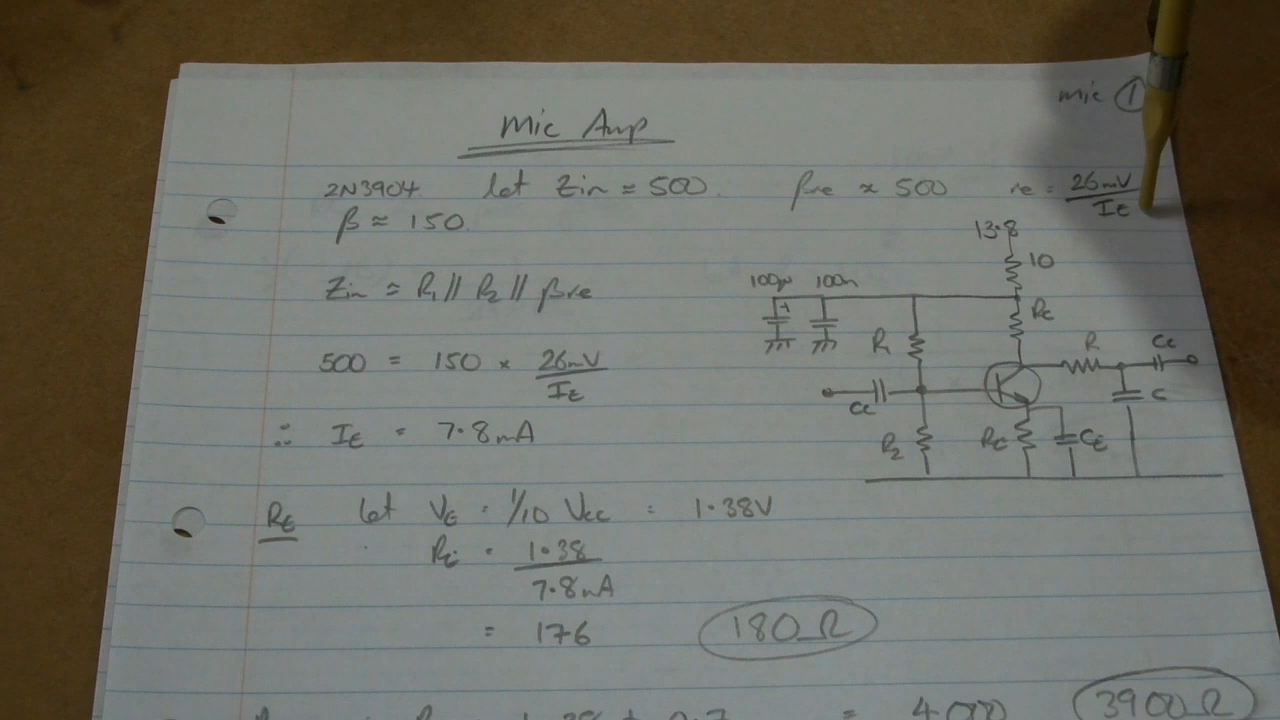 mic 1
Mic Amp
2N3904 let Zin ≈ 500. βre ≈ 500 re = 26mV / IE
β ≈ 150
Zin ≈ R1 // R2 // βre
500 = 150 × 26mV / IE
∴ IE = 7.8mA
13.8
10
100µ 100n
+
RC
R1
R
Cc
Cc
C
R2
RE
CE
RE let VE = 1/10 Vcc = 1.38V
RE = 1.38 / 7.8mA
= 176 180Ω
= 4000 3900Ω